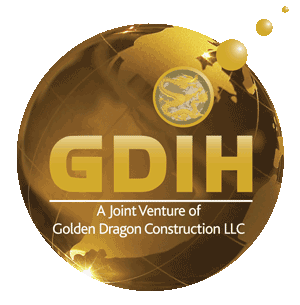 GDIH
A Joint Venture of
Golden Dragon Construction LLC